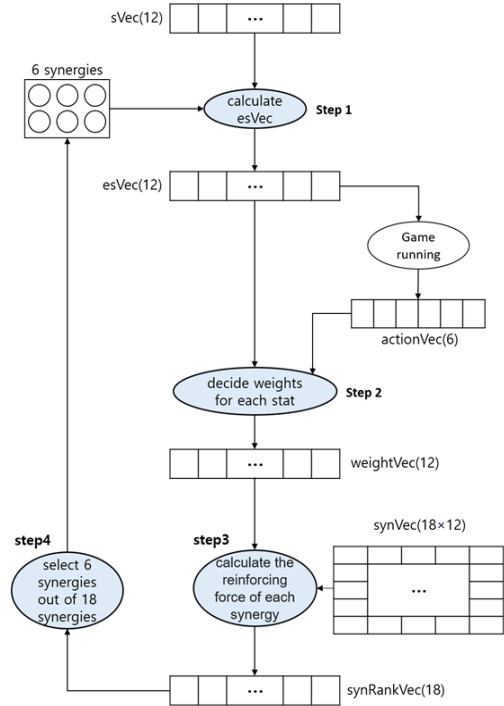 sVec(12)
...
6 synergies
calculate
esVec
Step 1
esVec(12)
...
Game
running
actionVec(6)
decide weights
for each stat
Step 2
...
weightVec(12)
synVec(18×12)
step4
step3
select 6
synergies
out of 18
synergies
calculate the
reinforcing
force of each
synergy
...
...
synRankVec(18)